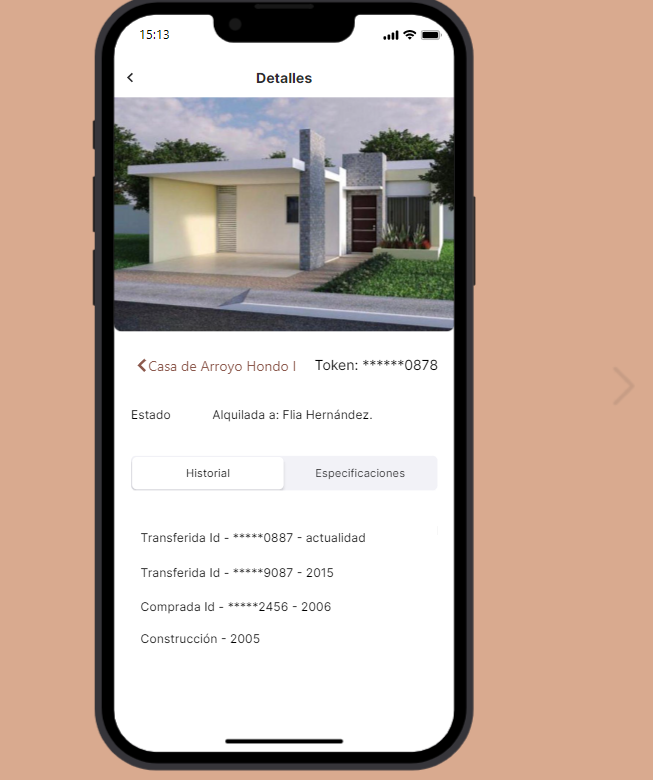 15:13
Detalles
Casa de Arroyo Hondo I
Token: ******0878
Estado
Alquilada a: Flia Hernández.
Historial
Especificaciones
Transferida Id - *****0887 - actualidad
Transferida Id - *****9087 - 2015
Comprada Id - *****2456 - 2006
Construcción - 2005